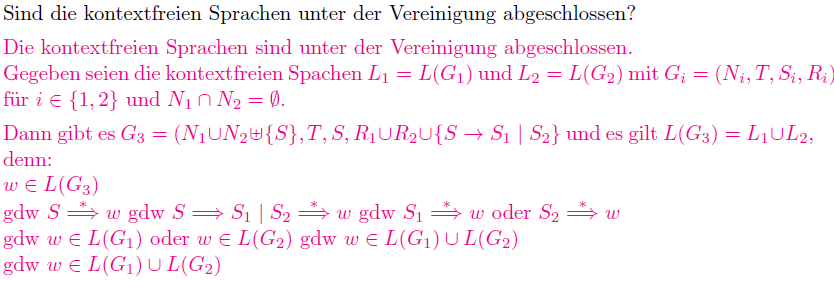 Sind die kontextfreien Sprachen unter der Vereinigung abgeschlossen?
Die kontextfreien Sprachen sind unter der Vereinigung abgeschlossen.
Gegeben seien die kontextfreien Spachen L₁ = L(G₁) und L₂ = L(G₂) mit Gᵢ = (Nᵢ, T, Sᵢ, Rᵢ)
für i ∈ {1, 2} und N₁ ∩ N₂ = ∅.
Dann gibt es G₃ = (N₁∪N₂⊎{S}, T, S, R₁∪R₂∪{S → S₁ | S₂} und es gilt L(G₃) = L₁∪L₂,
denn:
w ∈ L(G₃)
gdw S ⟹* w gdw S ⟹ S₁ | S₂ ⟹* w gdw S₁ ⟹* w oder S₂ ⟹* w
gdw w ∈ L(G₁) oder w ∈ L(G₂) gdw w ∈ L(G₁) ∪ L(G₂)
gdw w ∈ L(G₁) ∪ L(G₂)